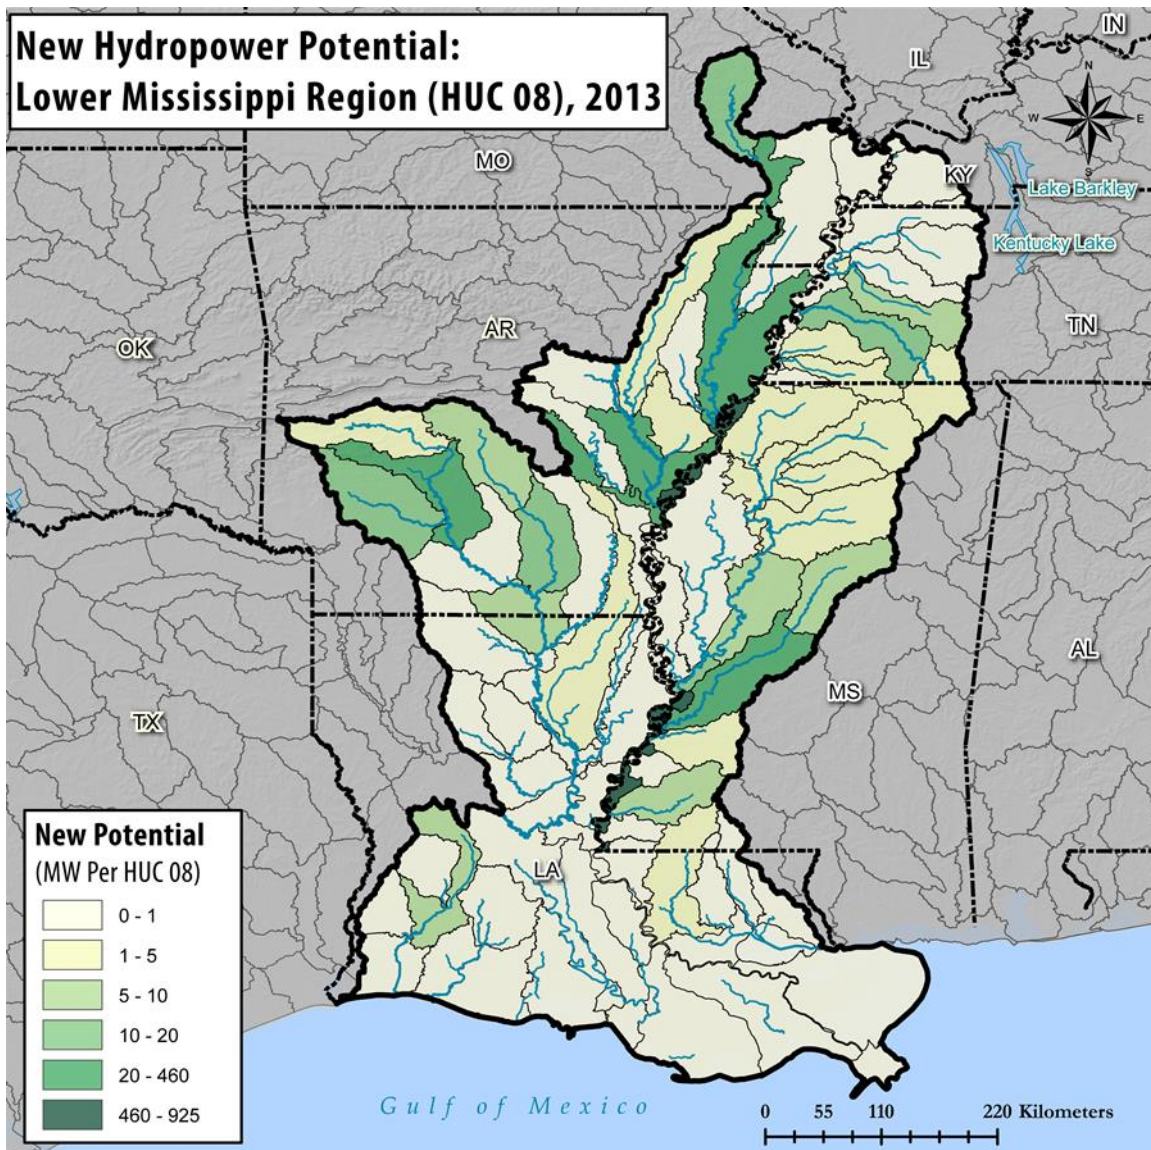 New Hydropower Potential:
Lower Mississippi Region (HUC 08), 2013
IN
IL
N
W
E
S
MO
KY
Lake Barkley
Kentucky Lake
AR
OK
TN
MS
AL
TX
LA
New Potential
(MW Per HUC 08)
0 - 1
1 - 5
5 - 10
10 - 20
20 - 460
460 - 925
Gulf of Mexico
0 55 110 220 Kilometers